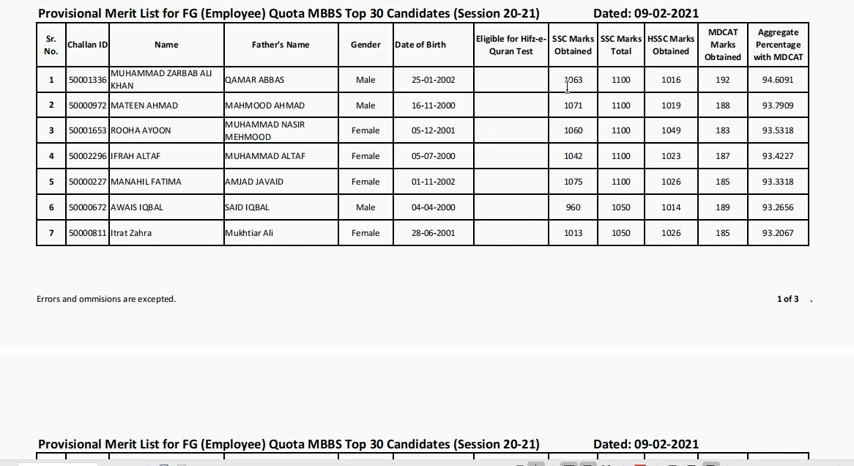 Provisional Merit List for FG (Employee) Quota MBBS Top 30 Candidates (Session 20-21) Dated: 09-02-2021
Sr. No. Challan ID Name Father's Name Gender Date of Birth Eligible for Hifz-e-Quran Test SSC Marks Obtained SSC Marks Total HSSC Marks Obtained MDCAT Marks Obtained Aggregate Percentage with MDCAT
1 50001336 MUHAMMAD ZARBAB ALI KHAN QAMAR ABBAS Male 25-01-2002 1063 1100 1016 192 94.6091
2 50000972 MATEEN AHMAD MAHMOOD AHMAD Male 16-11-2000 1071 1100 1019 188 93.7909
3 50001653 ROOHA AYOON MUHAMMAD NASIR MEHMOOD Female 05-12-2001 1060 1100 1049 183 93.5318
4 50002296 IFRAH ALTAF MUHAMMAD ALTAF Female 05-07-2000 1042 1100 1023 187 93.4227
5 50000227 MANAHIL FATIMA AMJAD JAVAID Female 01-11-2002 1075 1100 1026 185 93.3318
6 50000672 AWAIS IQBAL SAID IQBAL Male 04-04-2000 960 1050 1014 189 93.2656
7 50000811 Itrat Zahra Mukhtiar Ali Female 28-06-2001 1013 1050 1026 185 93.2067
Errors and ommisions are excepted. 1 of 3 .
Provisional Merit List for FG (Employee) Quota MBBS Top 30 Candidates (Session 20-21) Dated: 09-02-2021